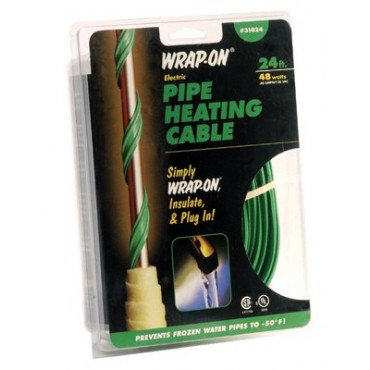 #31024
WRAP-ON®
24 ft.
Electric
48 watts
PIPE
HEATING
CABLE
Simply
WRAP-ON,
Insulate,
& Plug In!
PREVENTS FROZEN WATER PIPES TO -50°F!